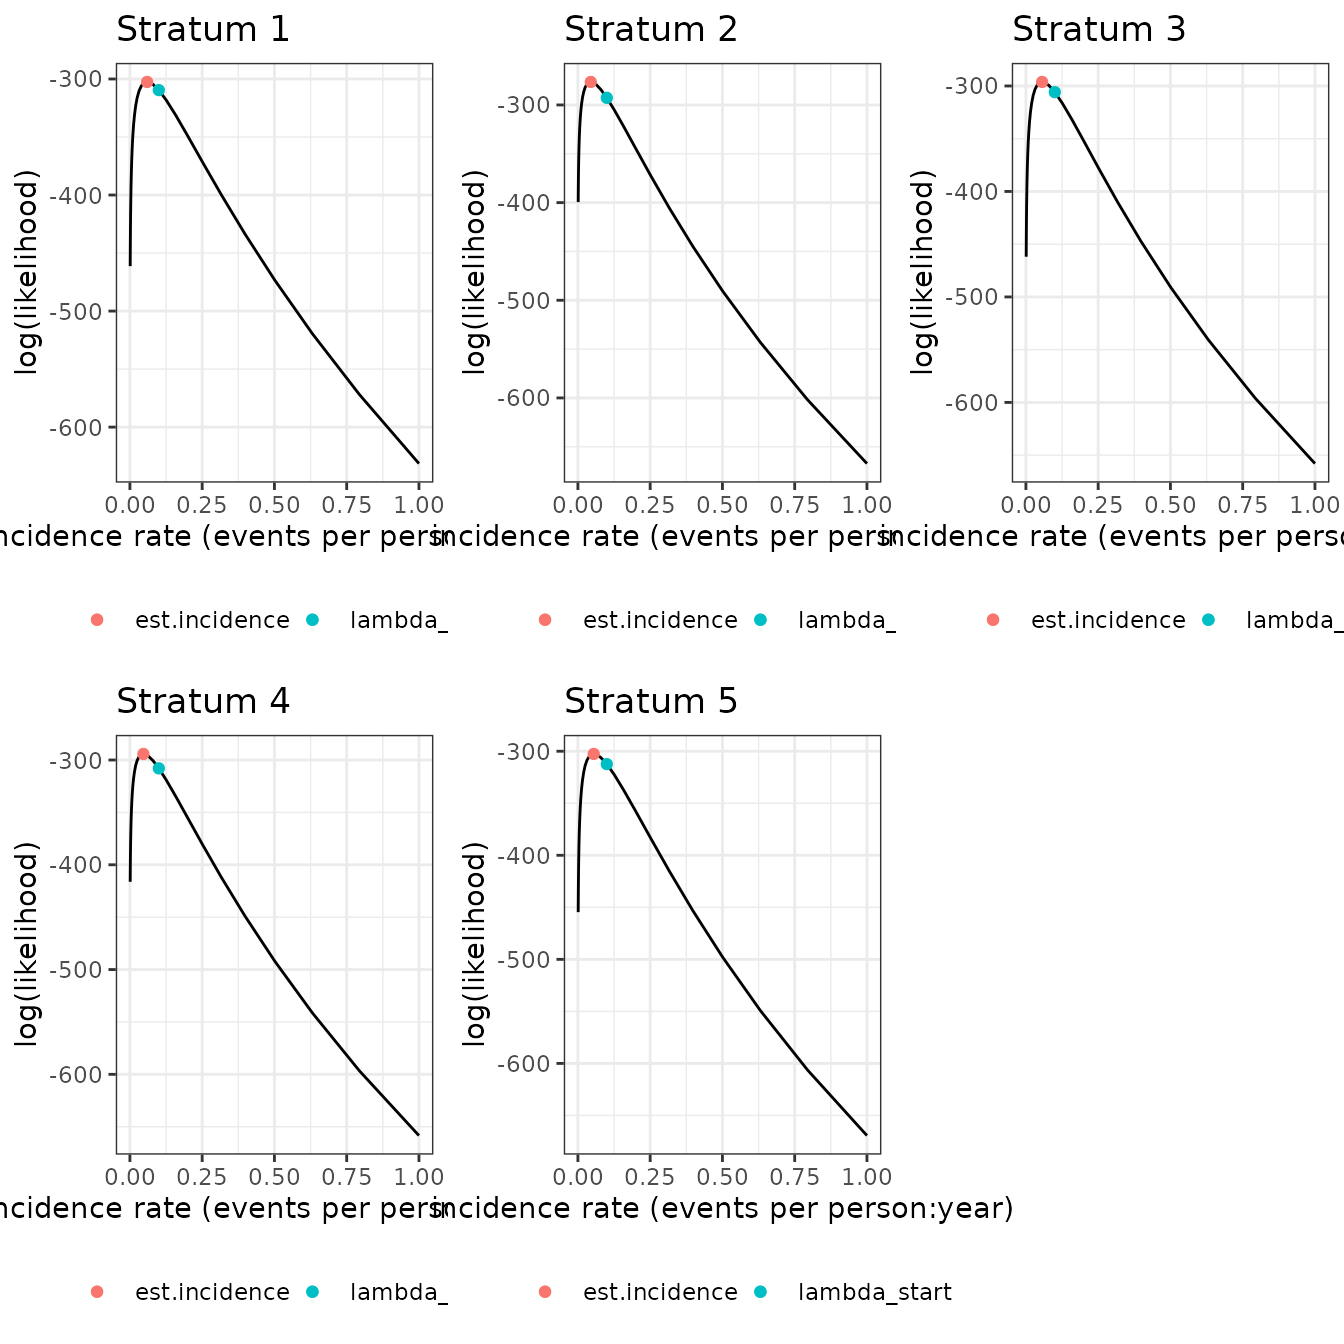 Stratum 1
Stratum 2
Stratum 3
log(likelihood)
-300
-400
-500
-600
0.00 0.25 0.50 0.75 1.00
log(likelihood)
-300
-400
-500
-600
0.00 0.25 0.50 0.75 1.00
log(likelihood)
-300
-400
-500
-600
0.00 0.25 0.50 0.75 1.00
ncidence rate (events per pers
ncidence rate (events per pers
ncidence rate (events per perso
est.incidence lambda_
est.incidence lambda_
est.incidence lambda_
Stratum 4
Stratum 5
log(likelihood)
-300
-400
-500
-600
0.00 0.25 0.50 0.75 1.00
log(likelihood)
-300
-400
-500
-600
0.00 0.25 0.50 0.75 1.00
ncidence rate (events per pers
ncidence rate (events per person:year)
est.incidence lambda_
est.incidence lambda_start